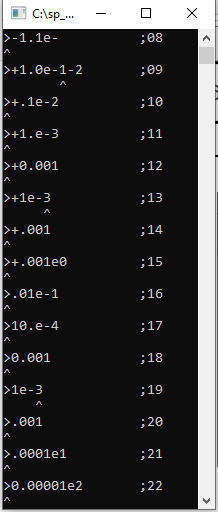 C:\sp_...
>-1.1e-          ;08
^
>+1.0e-1-2       ;09
       ^
>+.1e-2          ;10
^
>+1.e-3          ;11
^
>+0.001          ;12
^
>+1e-3           ;13
     ^
>+.001           ;14
^
>+.001e0         ;15
^
>.01e-1          ;16
^
>10.e-4          ;17
^
>0.001           ;18
^
>1e-3            ;19
    ^
>.001            ;20
^
>.0001e1         ;21
^
>0.00001e2       ;22
^